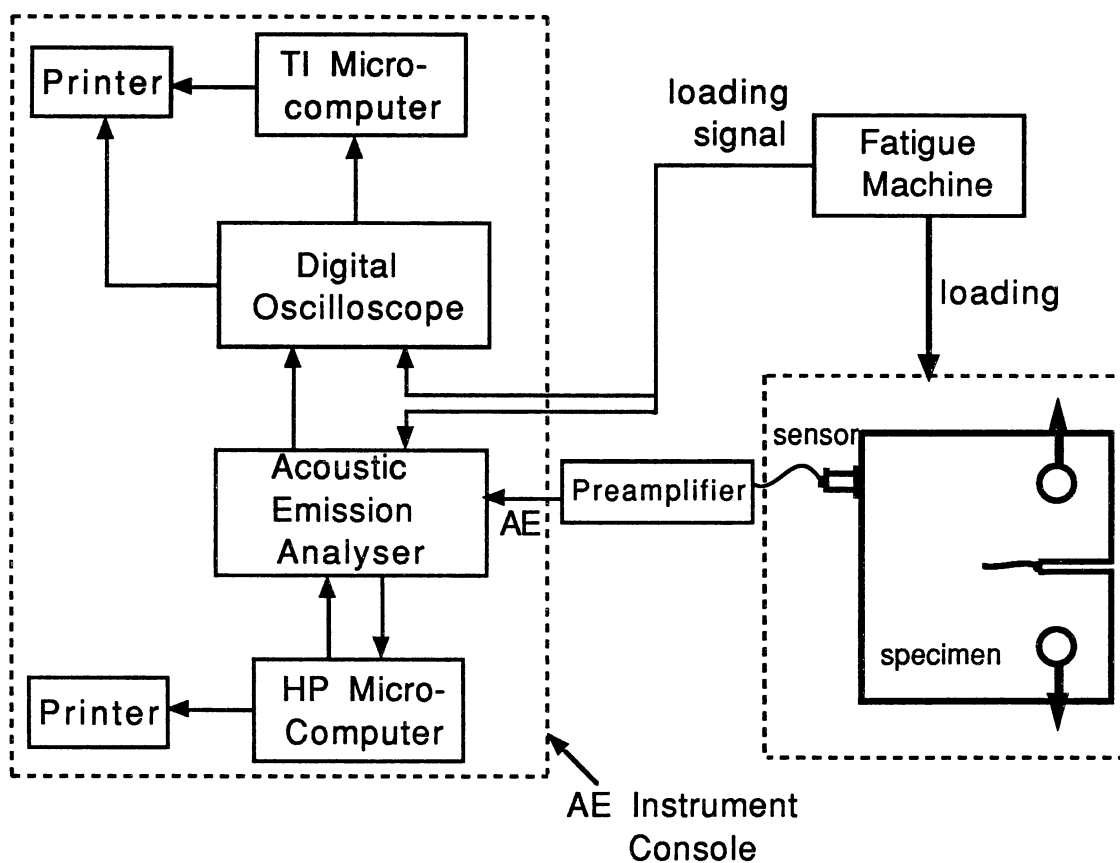 Printer
TI Micro-
computer
loading
signal
Fatigue
Machine
Digital
Oscilloscope
loading
sensor
Acoustic
Emission
Analyser
AE
Preamplifier
specimen
Printer
HP Micro-
Computer
AE Instrument
Console